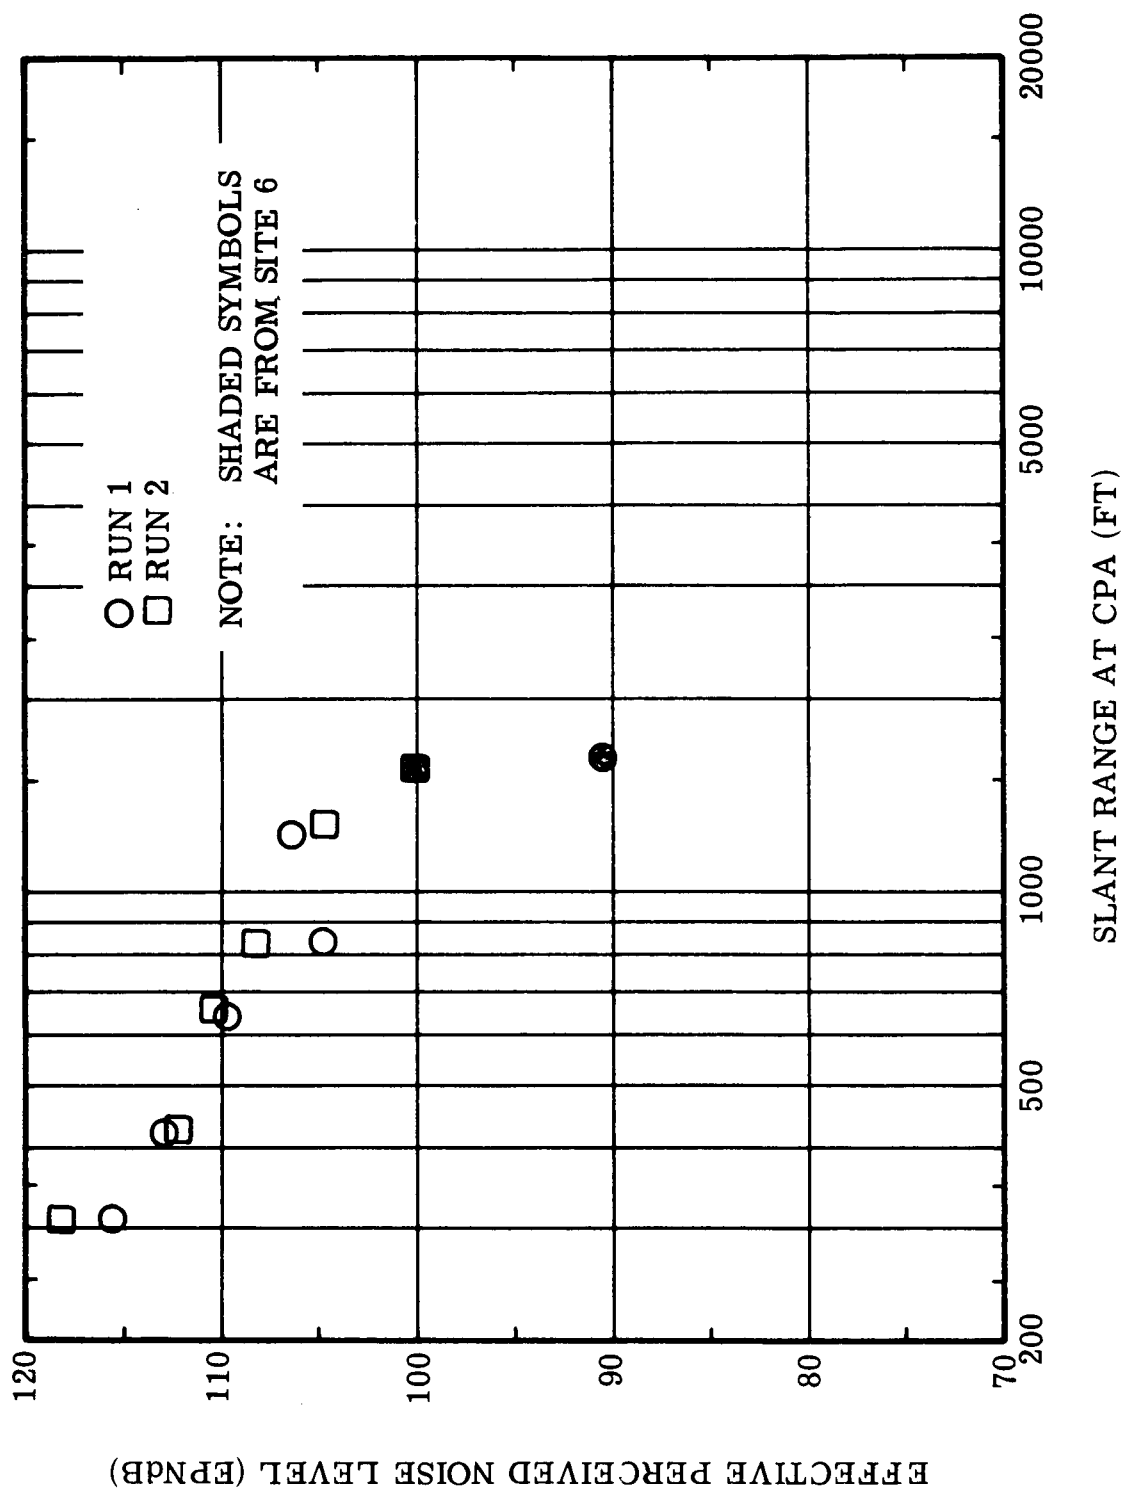 ○ RUN 1
□ RUN 2
NOTE: SHADED SYMBOLS
ARE FROM SITE 6
EFFECTIVE PERCEIVED NOISE LEVEL (EPNdB)
120
110
100
90
80
70
200
500
1000
5000
10000
20000
SLANT RANGE AT CPA (FT)